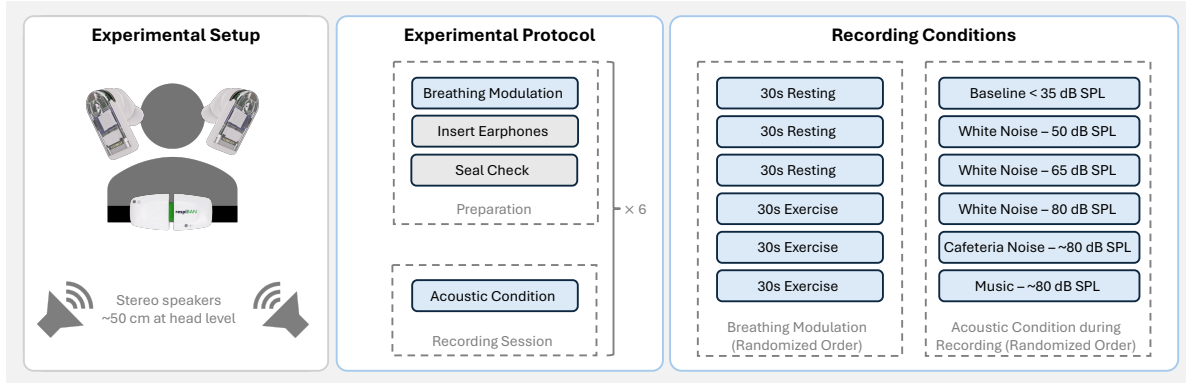 Experimental Setup
respiBAN
Stereo speakers
~50 cm at head level
Experimental Protocol
Breathing Modulation
Insert Earphones
Seal Check
Preparation
× 6
Acoustic Condition
Recording Session
Recording Conditions
30s Resting
30s Resting
30s Resting
30s Exercise
30s Exercise
30s Exercise
Breathing Modulation
(Randomized Order)
Baseline < 35 dB SPL
White Noise – 50 dB SPL
White Noise – 65 dB SPL
White Noise – 80 dB SPL
Cafeteria Noise – ~80 dB SPL
Music – ~80 dB SPL
Acoustic Condition during
Recording (Randomized Order)